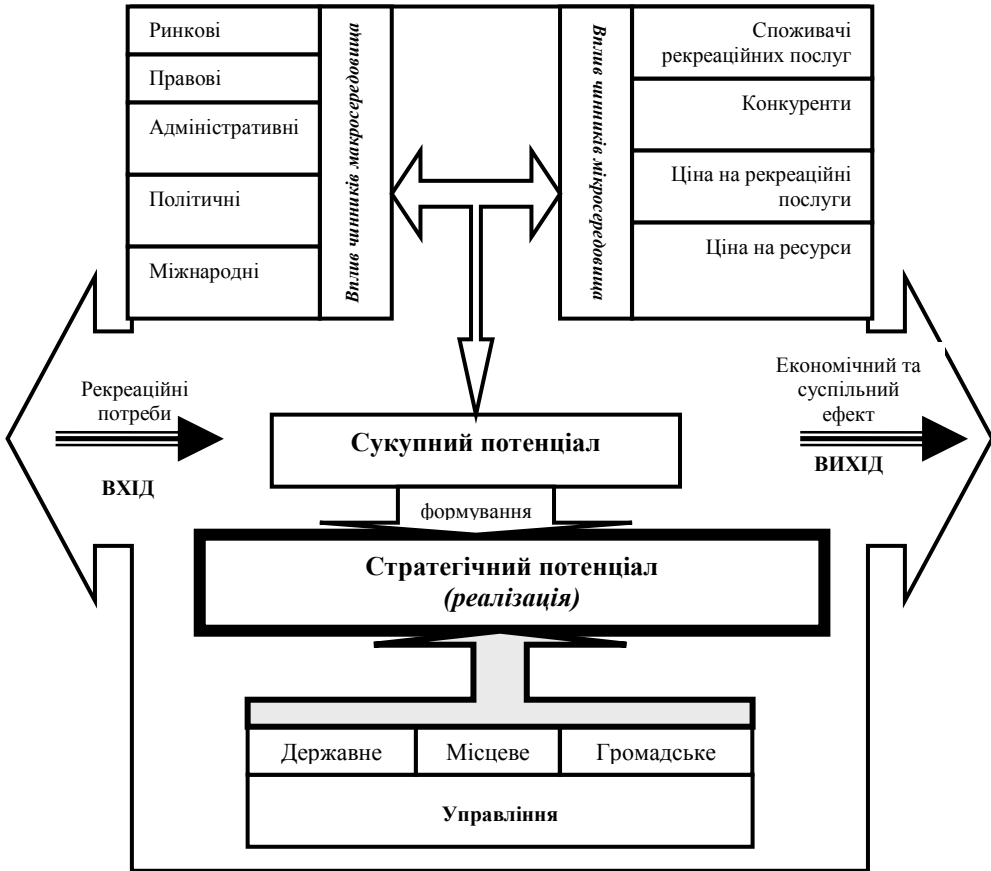 Ринкові
Правові
Адміністративні
Політичні
Міжнародні
Вплив чинників макросередовища
Вплив чинників мікросередовища
Споживачі
рекреаційних послуг
Конкуренти
Ціна на рекреаційні
послуги
Ціна на ресурси
Рекреаційні
потреби
ВХІД
Економічний та
суспільний
ефект
ВИХІД
Сукупний потенціал
формування
Стратегічний потенціал
(реалізація)
Державне
Місцеве
Громадське
Управління